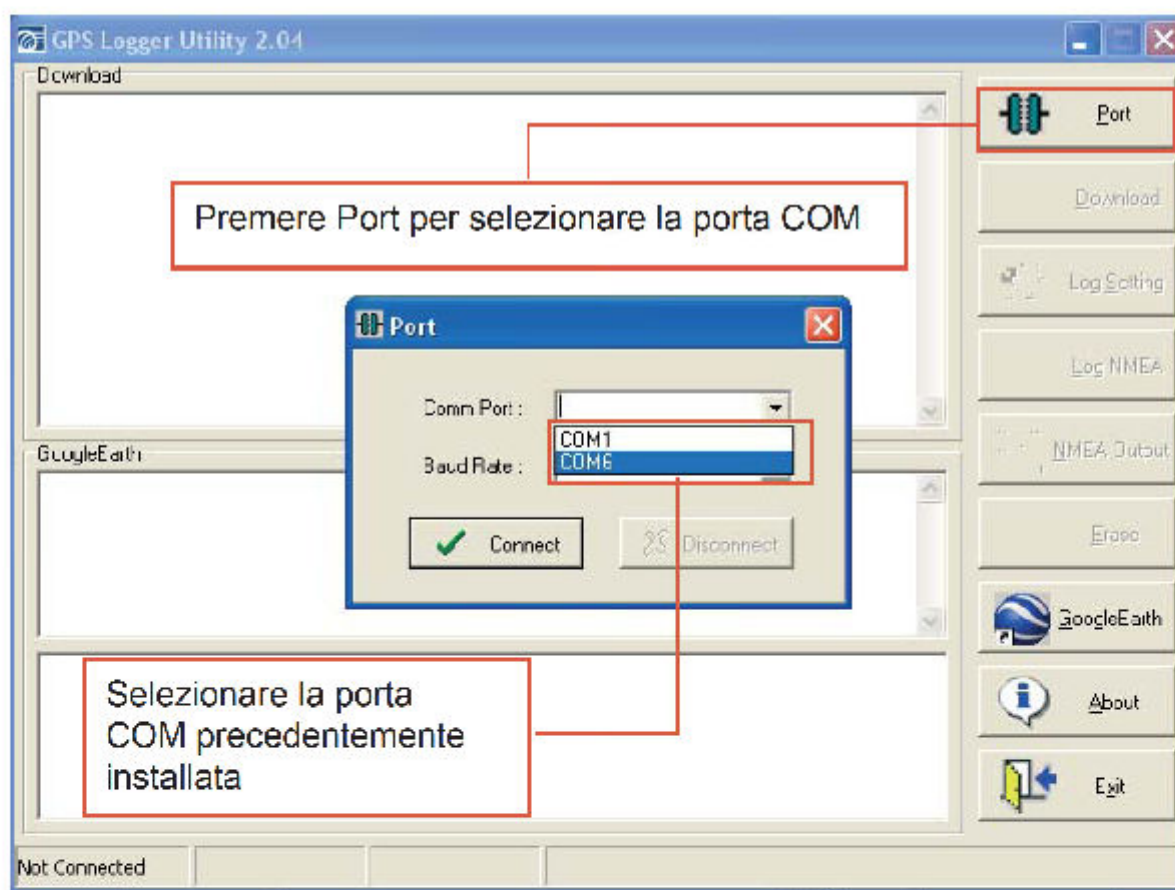 GPS Logger Utility 2.04
Download
Port
Premere Port per selezionare la porta COM
Download
Log Setting
Port
Log NMEA
Comm Port :
COM1
COM6
GoogleEarth
Baud Rate :
NMEA Output
Connect
Disconnect
Erase
GoogleEarth
Selezionare la porta
COM precedentemente
installata
About
Exit
Not Connected